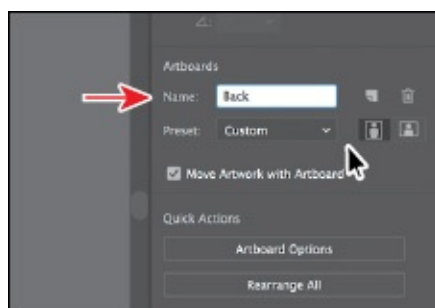 Artboards
Name: Back
Preset: Custom
Move Artwork with Artboard
Quick Actions
Artboard Options
Rearrange All